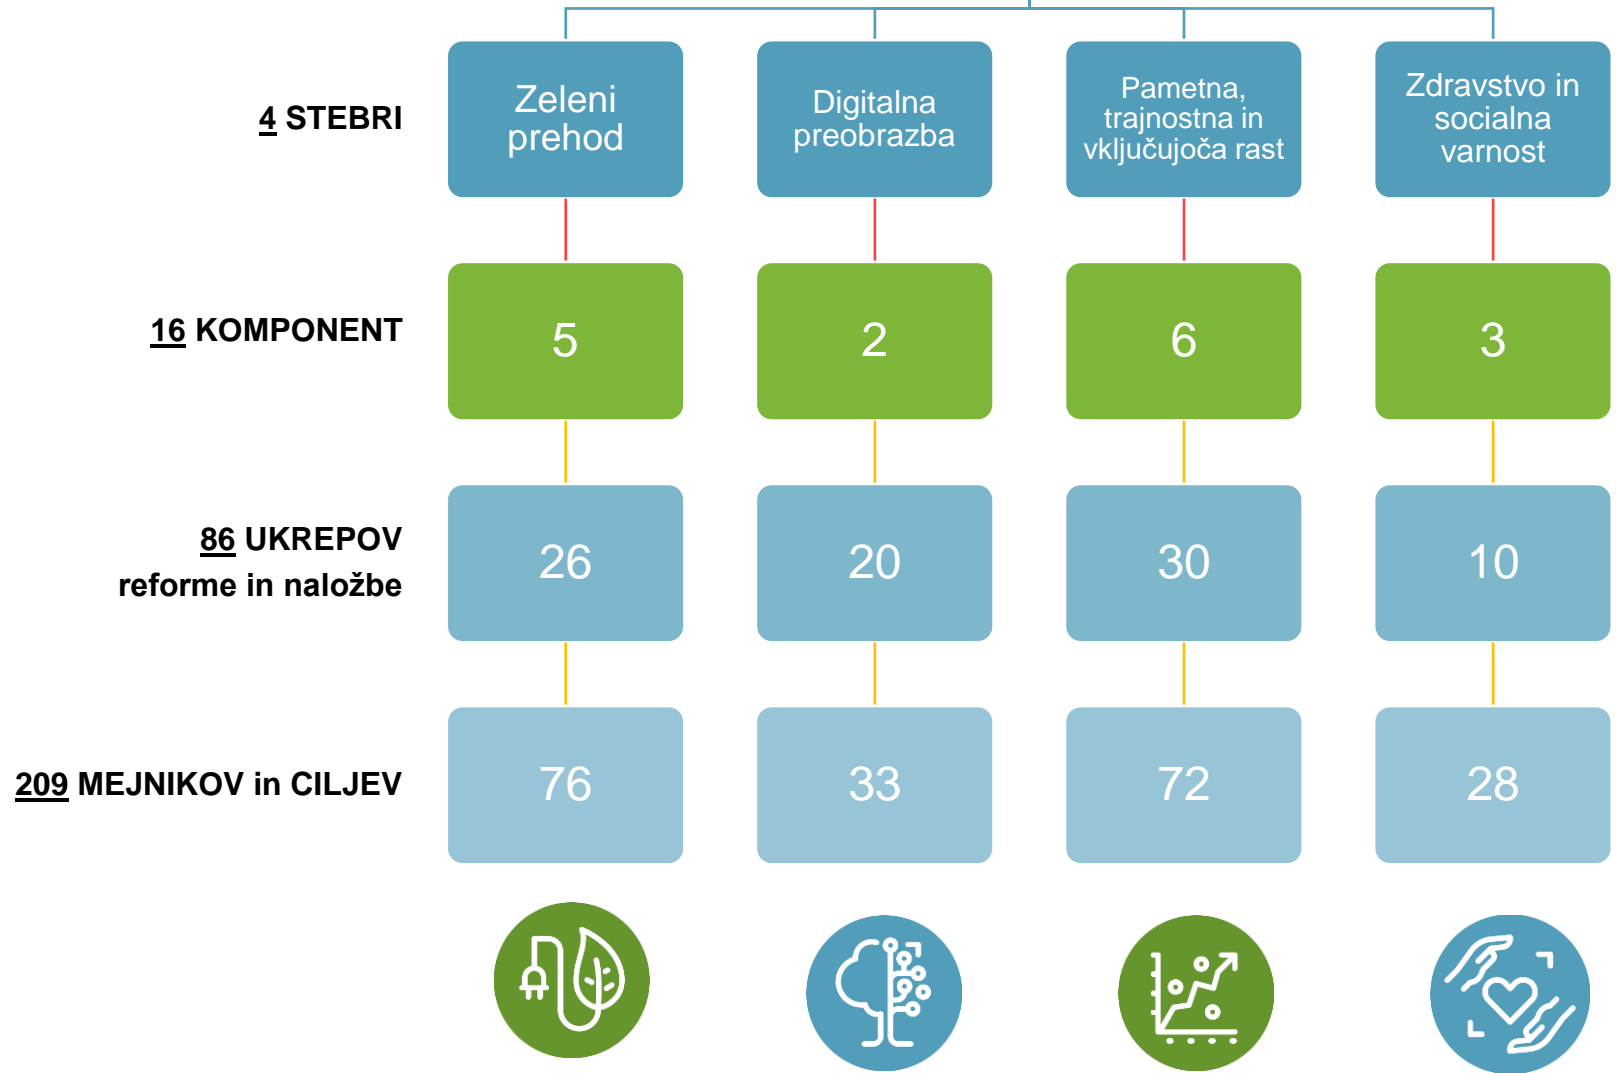 4 STEBRI
Zeleni
prehod
Digitalna
preobrazba
Pametna,
trajnostna in
vključujoča rast
Zdravstvo in
socialna
varnost
16 KOMPONENT
5
2
6
3
86 UKREPOV
reforme in naložbe
26
20
30
10
209 MEJNIKOV in CILJEV
76
33
72
28